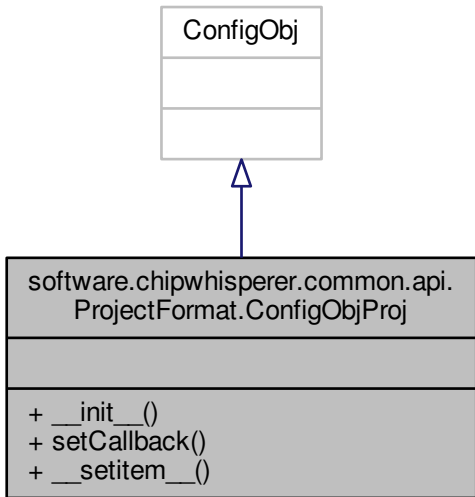 ConfigObj
software.chipwhisperer.common.api.
ProjectFormat.ConfigObjProj
+ __init__()
+ setCallback()
+ __setitem__()